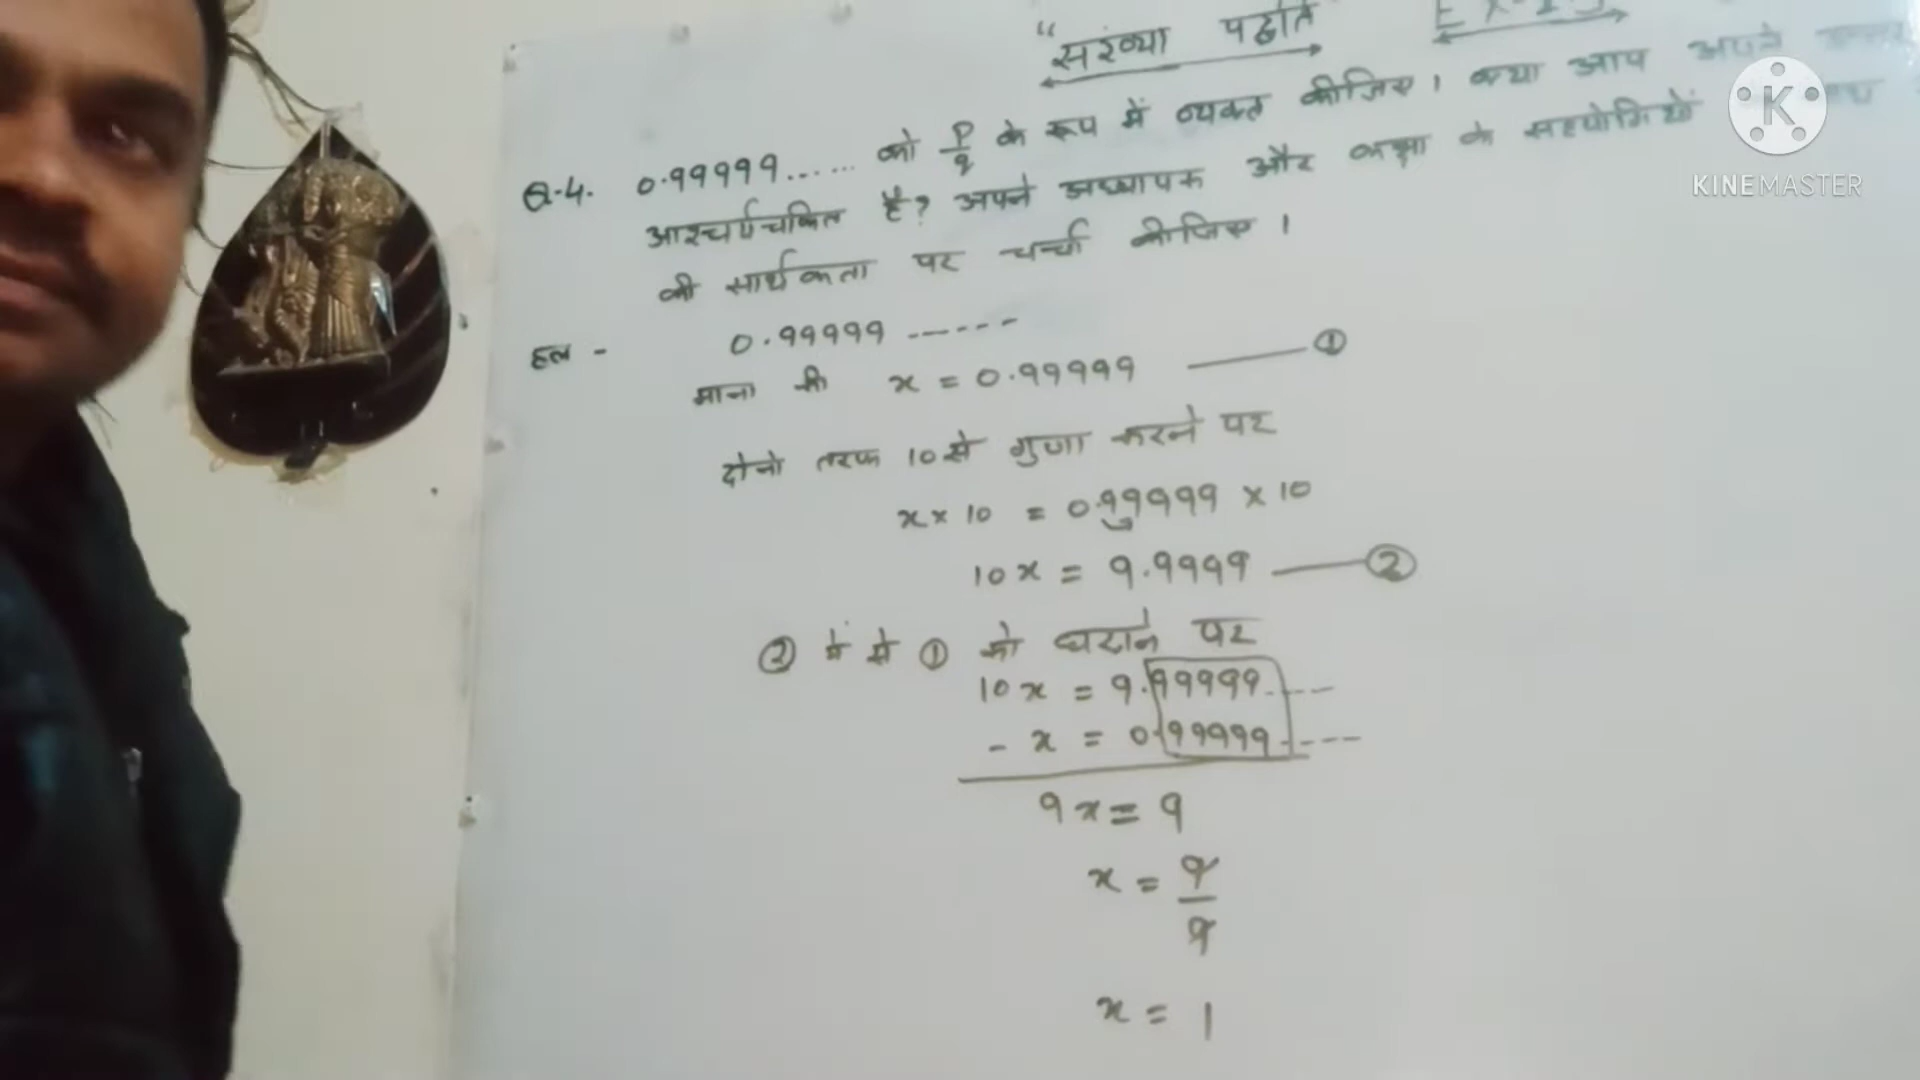 "संख्या पद्धति
Q.4. 0.99999...... को p/q के रूप में व्यक्त कीजिए। क्या आप अपने उत्तर
आश्चर्यचकित है? अपने अध्यापक और कक्षा के सहयोगियों
की सार्थकता पर चर्चा कीजिए।
हल - 0.99999 ------
माना की x = 0.99999 —— ①
दोनो तरफ 10 से गुणा करने पर
x × 10 = 0.99999 × 10
10x = 9.9999 —— ②
② में से ① को घटाने पर
10x = 9.99999----
- x = 0.99999----
9x = 9
x = 9/9
x = 1
K
KINEMASTER